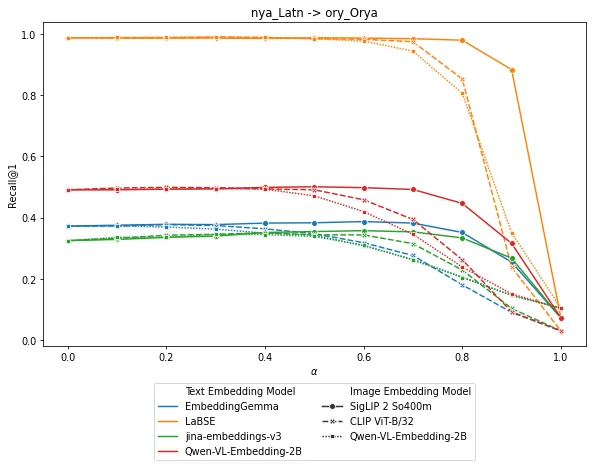 nya_Latn -> ory_Orya
1.0
0.8
0.6
0.4
0.2
0.0
Recall@1
0.0 0.2 0.4 0.6 0.8 1.0
α
Text Embedding Model Image Embedding Model
EmbeddingGemma SigLIP 2 So400m
LaBSE CLIP ViT-B/32
jina-embeddings-v3 Qwen-VL-Embedding-2B
Qwen-VL-Embedding-2B